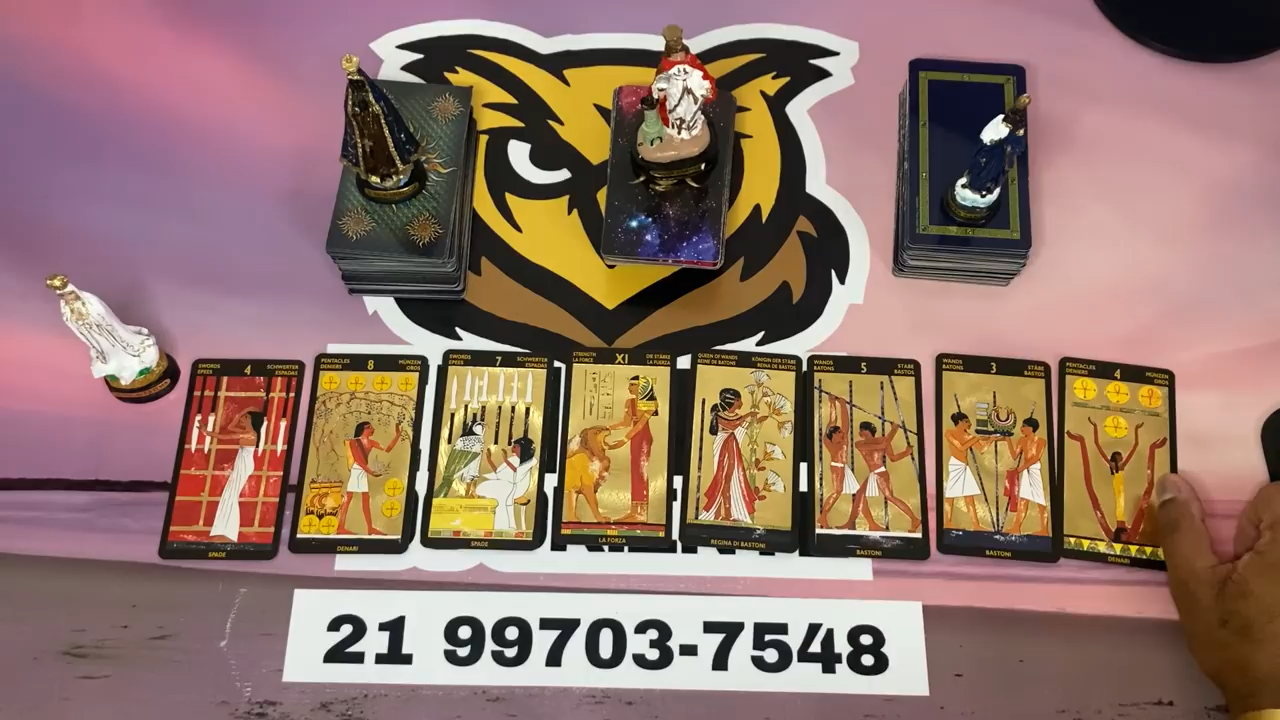 SWORDS EPEES 4 SCHWERTER ESPADAS
SPADE
PENTACLES DENIERS 8 MÜNZEN OROS
DENARI
SWORDS EPEES 7 SCHWERTER ESPADAS
SPADE
STRENGTH LA FORCE XI DIE STÄRKE LA FUERZA
LA FORZA
QUEEN OF WANDS REINE DE BATONS KÖNIGIN DER STÄBE REINA DE BASTOS
REGINA DI BASTONI
WANDS BATONS 5 STÄBE BASTOS
BASTONI
WANDS BATONS 3 STÄBE BASTOS
BASTONI
PENTACLES DENIERS 4 MÜNZEN OROS
DENARI
21 99703-7548